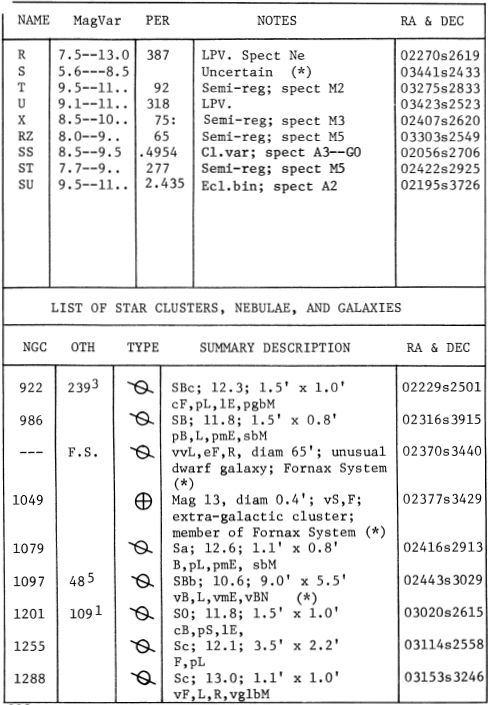 NAME MagVar PER NOTES RA & DEC
R 7.5--13.0 387 LPV. Spect Ne 02270s2619
S 5.6---8.5 Uncertain (*) 03441s2433
T 9.5--11.. 92 Semi-reg; spect M2 03275s2833
U 9.1--11.. 318 LPV. 03423s2523
X 8.5--10.. 75: Semi-reg; spect M3 02407s2620
RZ 8.0--9.. 65 Semi-reg; spect M5 03303s2549
SS 8.5--9.5 .4954 Cl.var; spect A3--G0 02056s2706
ST 7.7--9.. 277 Semi-reg; spect M5 02422s2925
SU 9.5--11.. 2.435 Ecl.bin; spect A2 02195s3726
LIST OF STAR CLUSTERS, NEBULAE, AND GALAXIES
NGC OTH TYPE SUMMARY DESCRIPTION RA & DEC
922 239³ SBc; 12.3; 1.5' x 1.0' 02229s2501
cF,pL,lE,pgbM
986 SB; 11.8; 1.5' x 0.8' 02316s3915
pB,L,pmE,sbM
--- F.S. vvL,eF,R, diam 65'; unusual 02370s3440
dwarf galaxy; Fornax System
(*)
1049 Mag 13, diam 0.4'; vS,F; 02377s3429
extra-galactic cluster;
member of Fornax System (*)
1079 Sa; 12.6; 1.1' x 0.8' 02416s2913
B,pL,pmE, sbM
1097 48⁵ SBb; 10.6; 9.0' x 5.5' 02443s3029
vB,L,vmE,vBN (*)
1201 109¹ S0; 11.8; 1.5' x 1.0' 03020s2615
cB,pS,lE,
1255 Sc; 12.1; 3.5' x 2.2' 03114s2558
F,pL
1288 Sc; 13.0; 1.1' x 1.0' 03153s3246
vF,L,R,vglbM